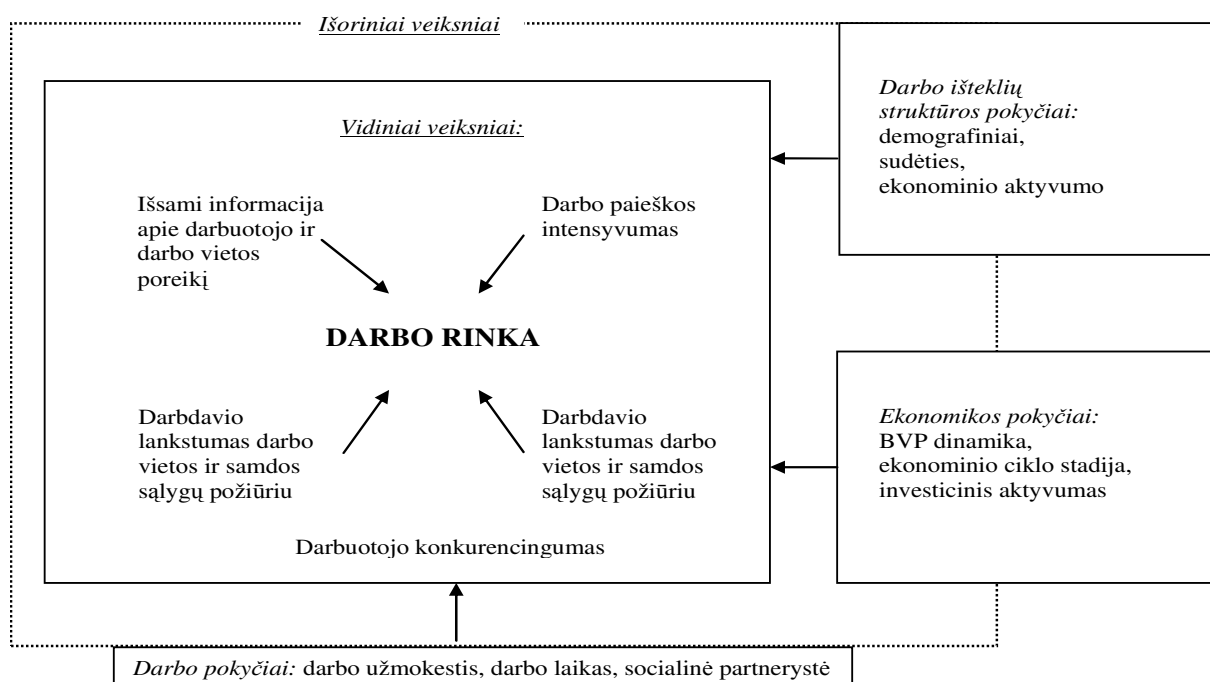 Išoriniai veiksniai
Vidiniai veiksniai:
Išsami informacija
apie darbuotojo ir
darbo vietos
poreikį
Darbo paieškos
intensyvumas
DARBO RINKA
Darbdavio
lankstumas darbo
vietos ir samdos
sąlygų požiūriu
Darbdavio
lankstumas darbo
vietos ir samdos
sąlygų požiūriu
Darbuotojo konkurencingumas
Darbo išteklių
struktūros pokyčiai:
demografiniai,
sudėties,
ekonominio aktyvumo
Ekonomikos pokyčiai:
BVP dinamika,
ekonominio ciklo stadija,
investicinis aktyvumas
Darbo pokyčiai: darbo užmokestis, darbo laikas, socialinė partnerystė